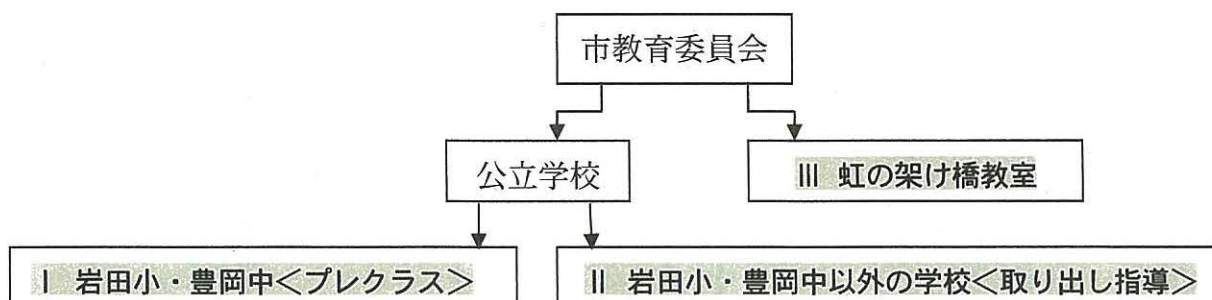 市教育委員会
公立学校
Ⅲ 虹の架け橋教室
Ⅰ 岩田小・豊岡中<プレクラス>
Ⅱ 岩田小・豊岡中以外の学校<取り出し指導>